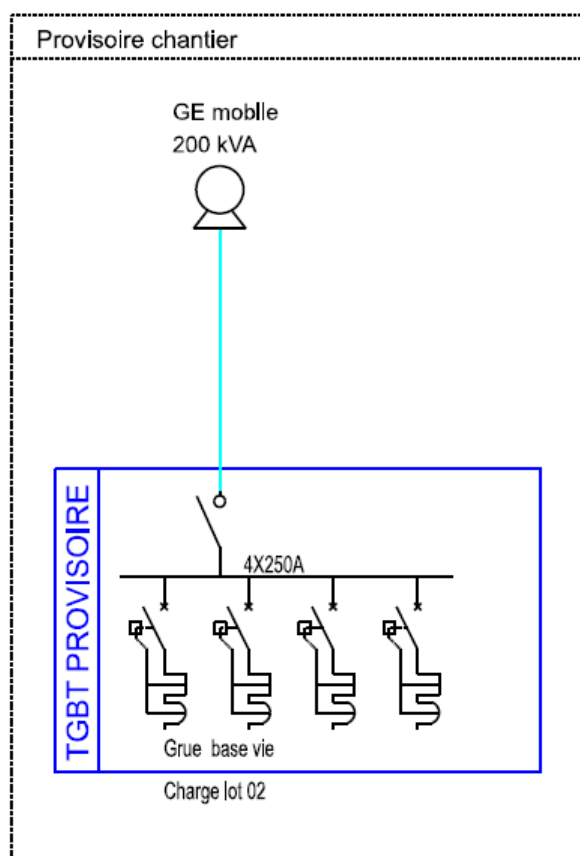 Provisoire chantier
GE mobile
200 kVA
TGBT PROVISOIRE
4X250A
Grue base vie
Charge lot 02